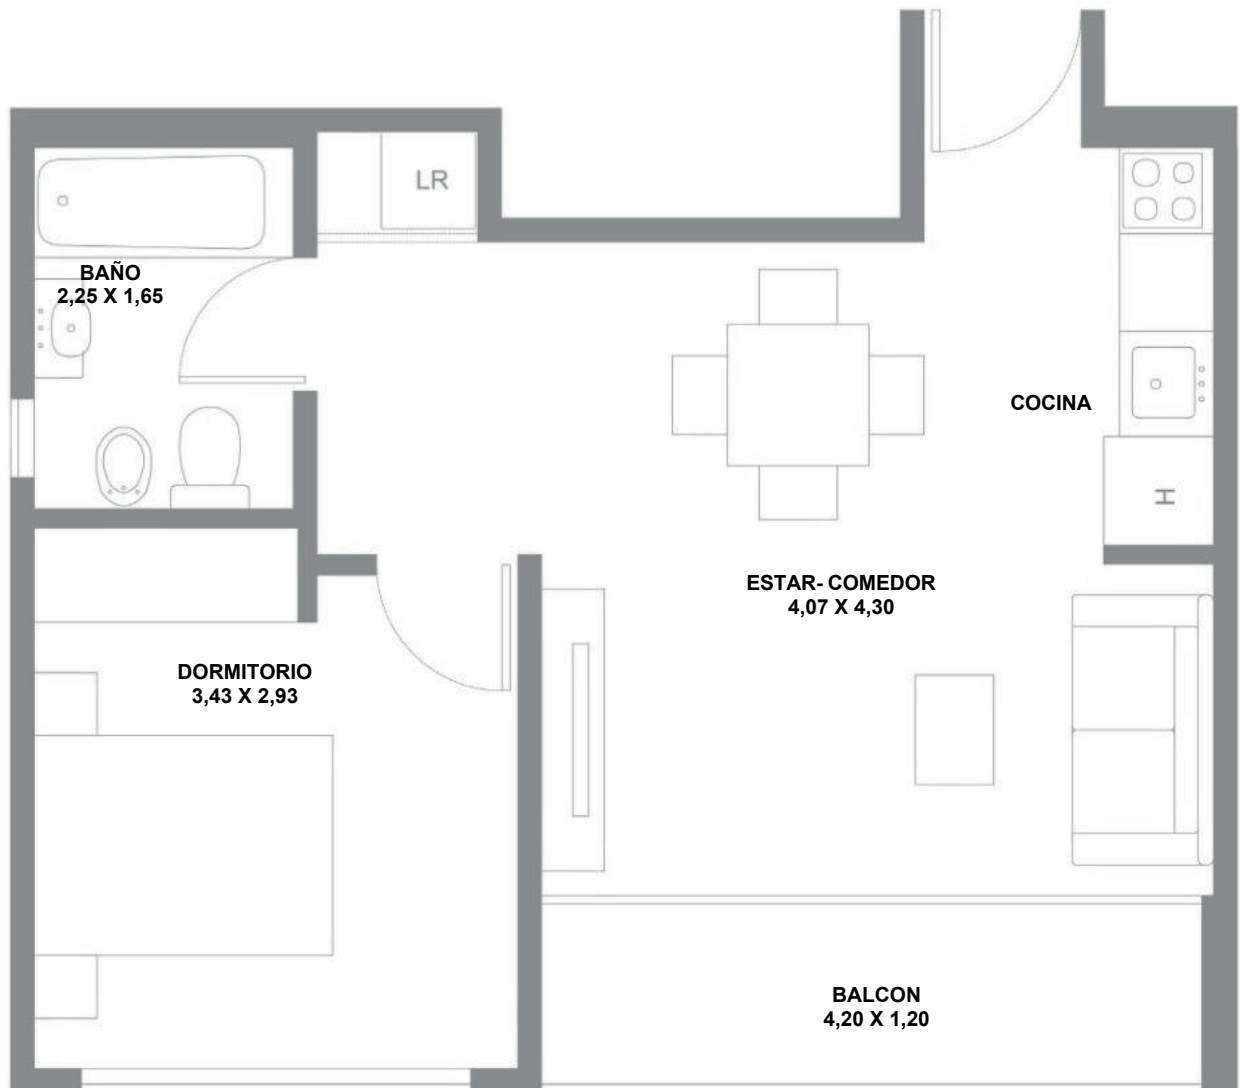 LR
BAÑO
2,25 X 1,65
COCINA
H
ESTAR- COMEDOR
4,07 X 4,30
DORMITORIO
3,43 X 2,93
BALCON
4,20 X 1,20